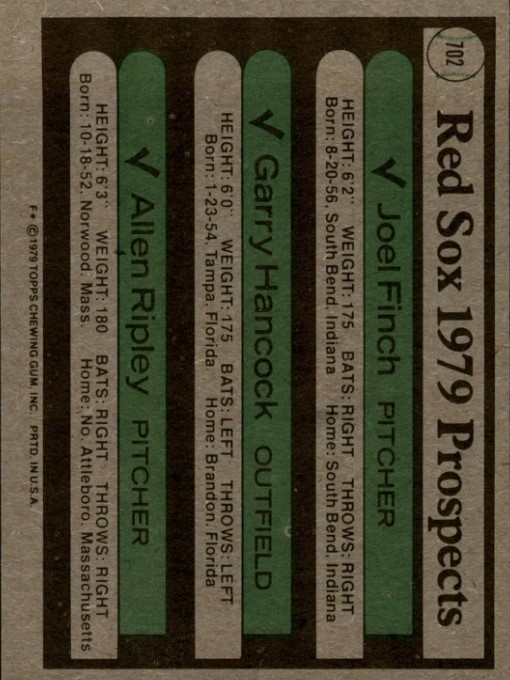 702
Red Sox 1979 Prospects
✓ Joel Finch PITCHER
HEIGHT: 6'2" WEIGHT: 175 BATS: RIGHT THROWS: RIGHT
Born: 8-20-56, South Bend, Indiana Home: South Bend, Indiana
✓ Garry Hancock OUTFIELD
HEIGHT: 6'0" WEIGHT: 175 BATS: LEFT THROWS: LEFT
Born: 1-23-54, Tampa, Florida Home: Brandon, Florida
✓ Allen Ripley PITCHER
HEIGHT: 6'3" WEIGHT: 180 BATS: RIGHT THROWS: RIGHT
Born: 10-18-52, Norwood, Mass. Home: No. Attleboro, Massachusetts
F* ©1979 TOPPS CHEWING GUM, INC. PRTD. IN U.S.A.